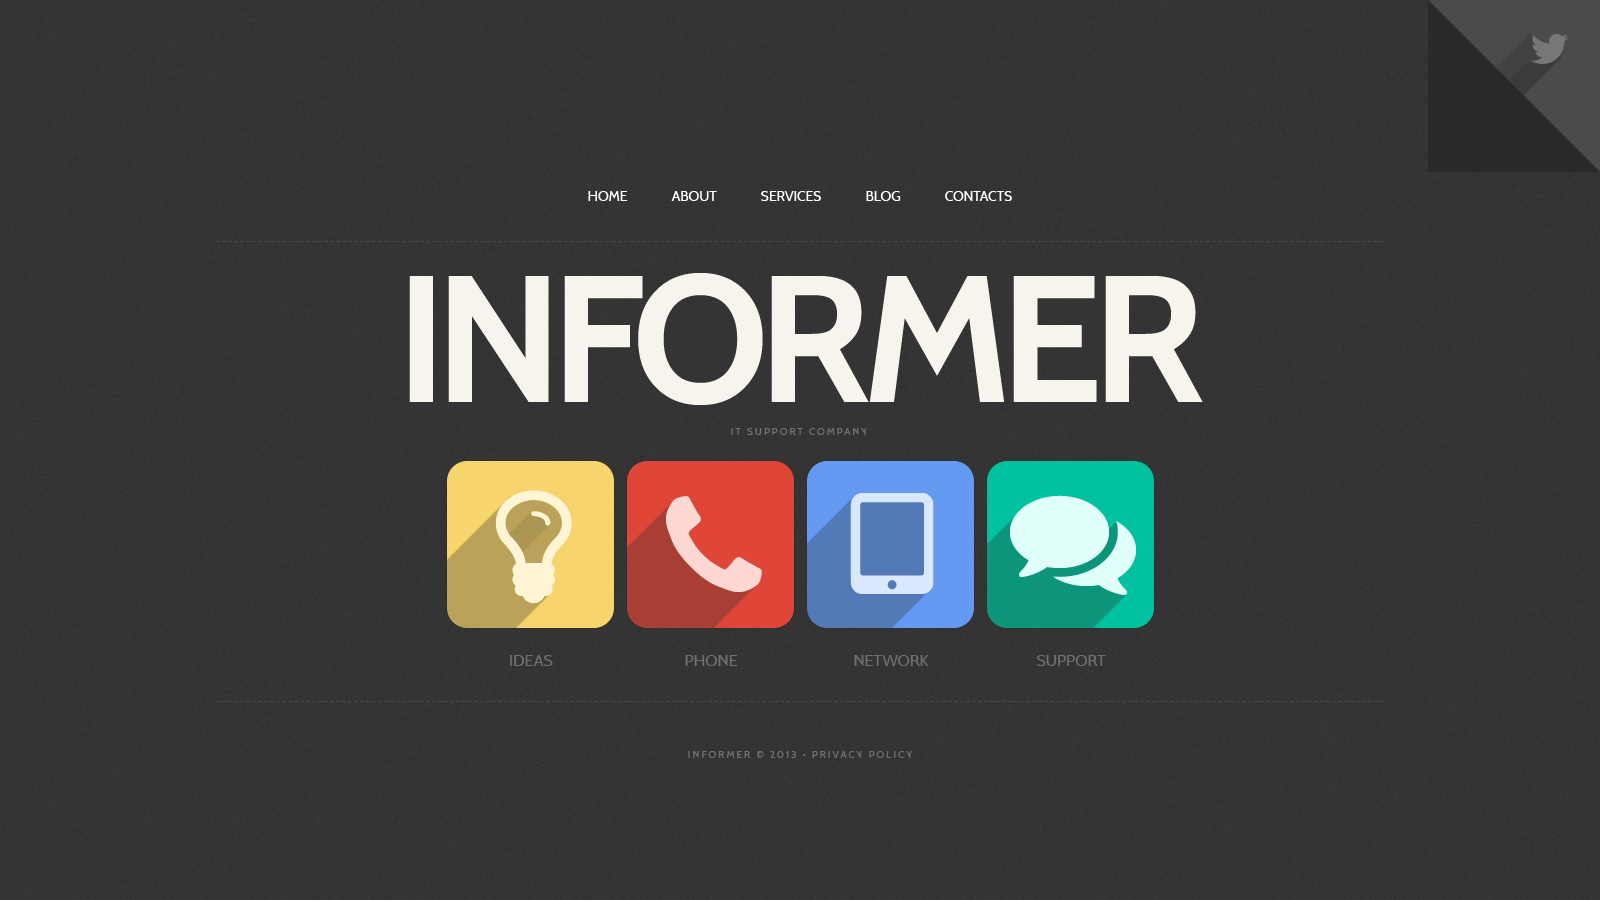 HOME ABOUT SERVICES BLOG CONTACTS
INFORMER
IT SUPPORT COMPANY
IDEAS PHONE NETWORK SUPPORT
INFORMER © 2013 • PRIVACY POLICY